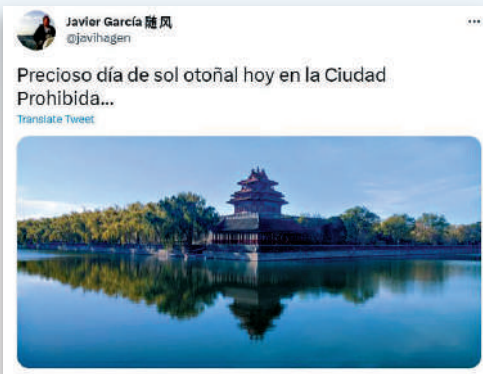 Javier García 随风
@javihagen
Precioso día de sol otoñal hoy en la Ciudad
Prohibida...
Translate Tweet